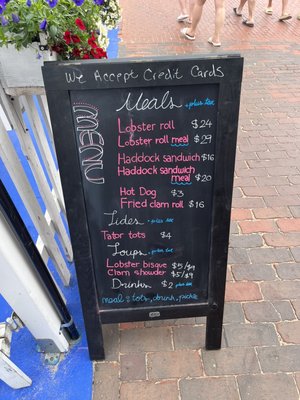 We Accept Credit Cards
MENU
Meals +plus tax
Lobster roll $24
Lobster roll meal $29
Haddock sandwich $16
Haddock sandwich
meal $20
Hot Dog $3
Fried clam roll $16
Sides +plus tax
Tator tots $4
Soups +plus tax
Lobster bisque $5/$9
Clam showder $5/$9
Drinks $2 +plus tax
meal = tots, drink, pickle